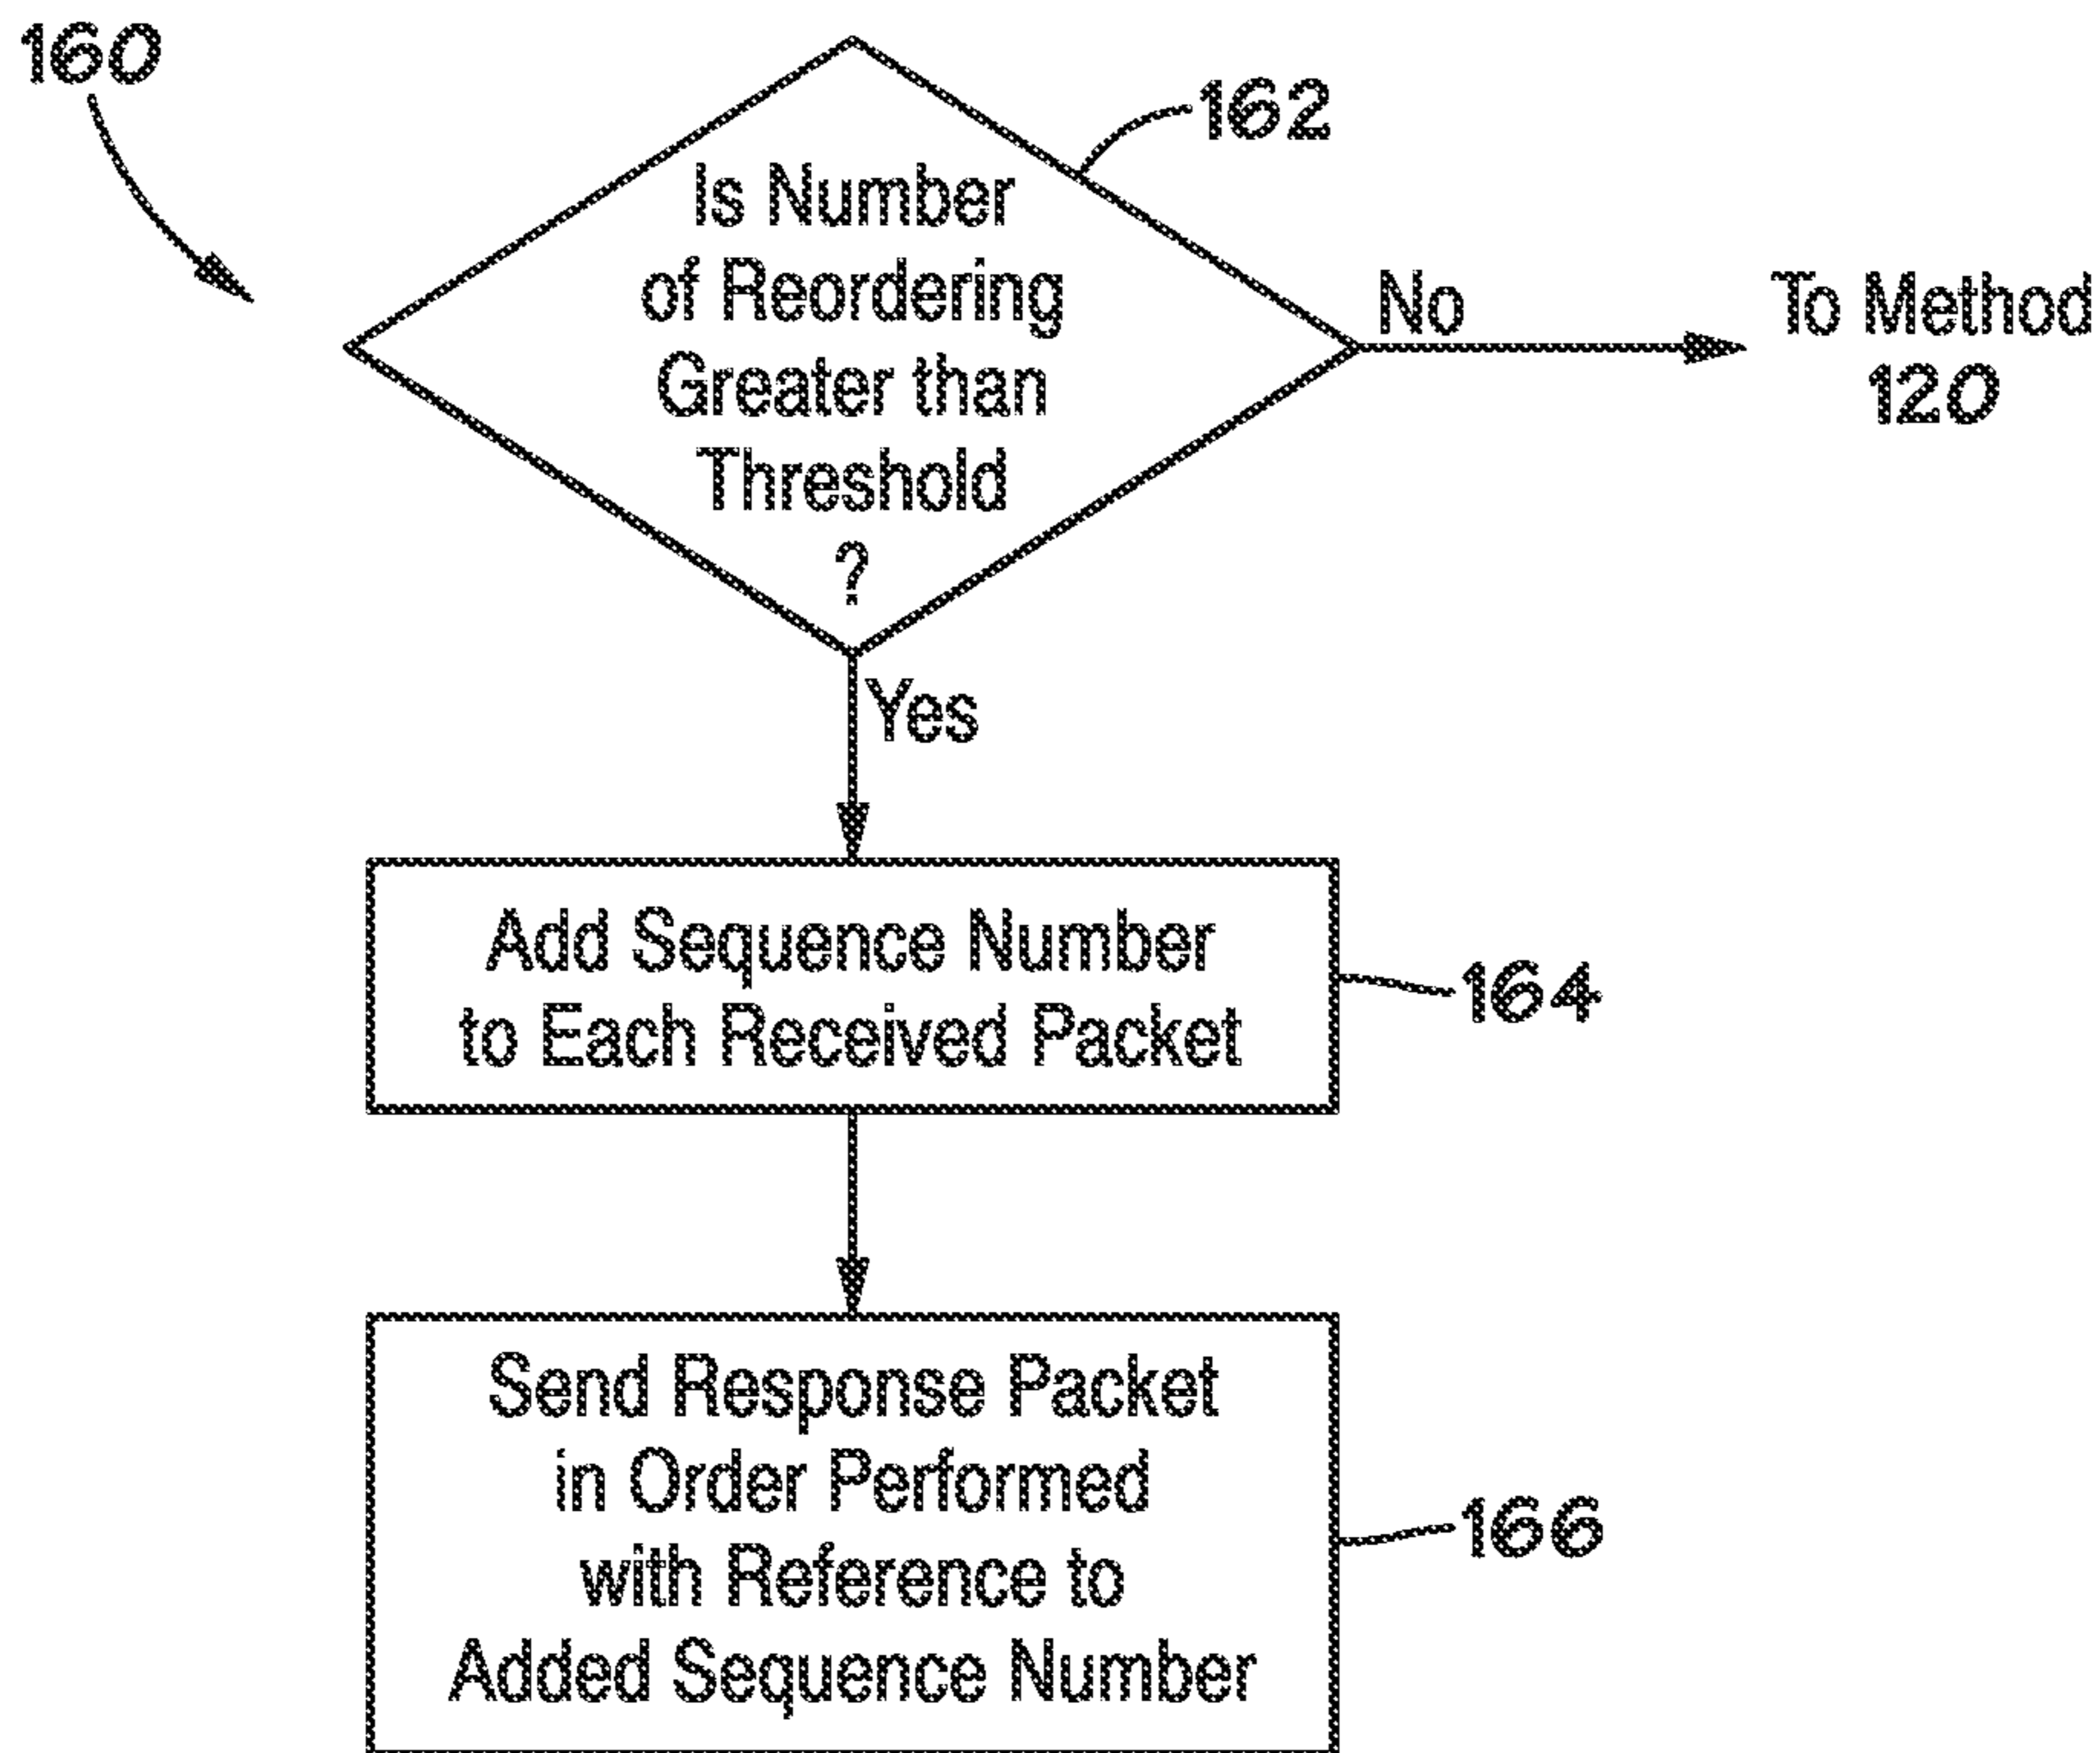 160
162
Is Number
of Reordering
Greater than
Threshold
?
No
To Method
120
Yes
Add Sequence Number
to Each Received Packet
164
Send Response Packet
in Order Performed
with Reference to
Added Sequence Number
166